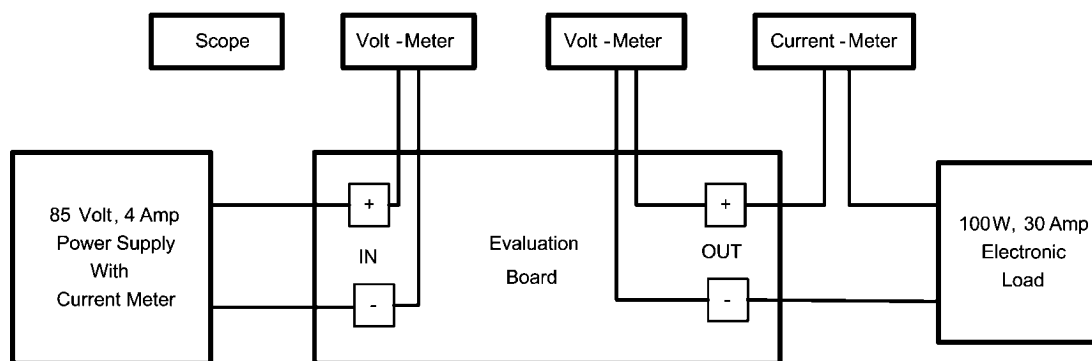 Scope
Volt - Meter
Volt - Meter
Current - Meter
85 Volt, 4 Amp
Power Supply
With
Current Meter
+
IN
-
Evaluation
Board
+
OUT
-
100W, 30 Amp
Electronic
Load